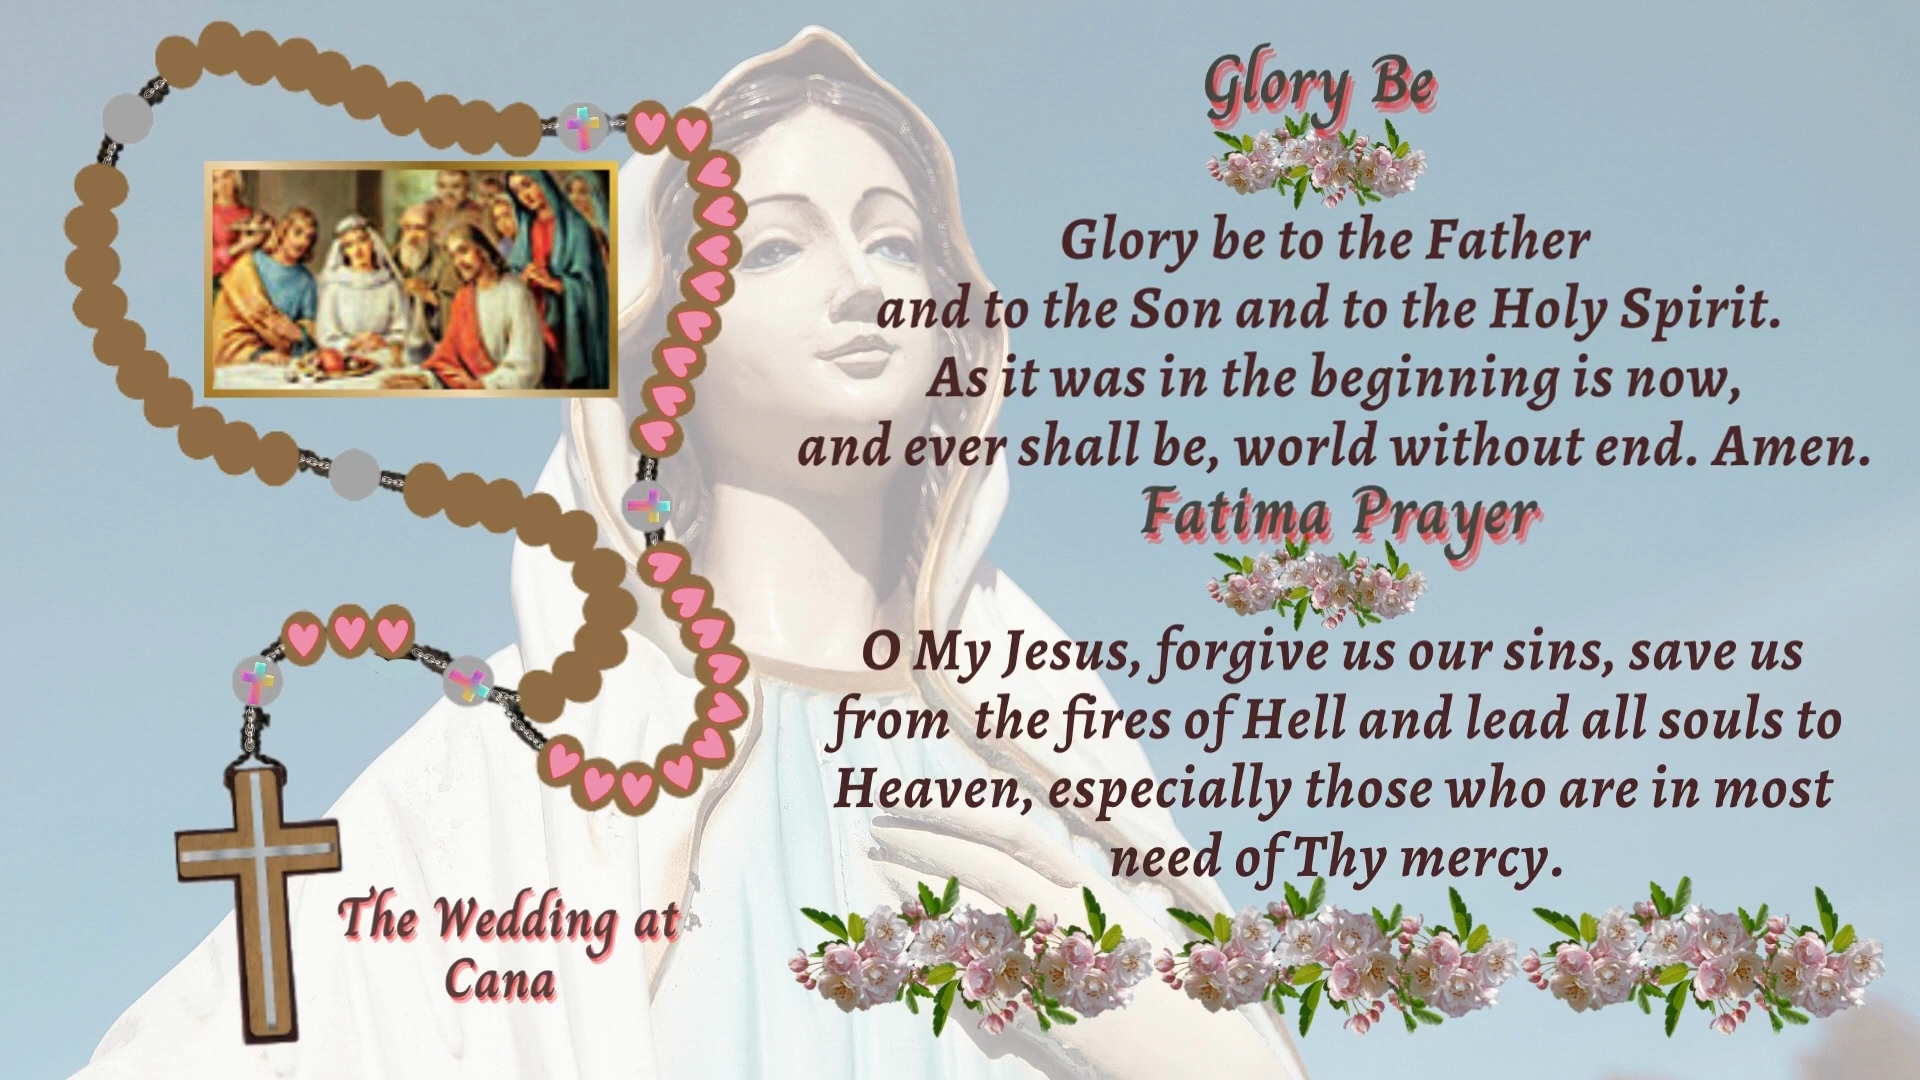 Glory Be
Glory be to the Father
and to the Son and to the Holy Spirit.
As it was in the beginning is now,
and ever shall be, world without end. Amen.
Fatima Prayer
O My Jesus, forgive us our sins, save us
from the fires of Hell and lead all souls to
Heaven, especially those who are in most
need of Thy mercy.
The Wedding at
Cana